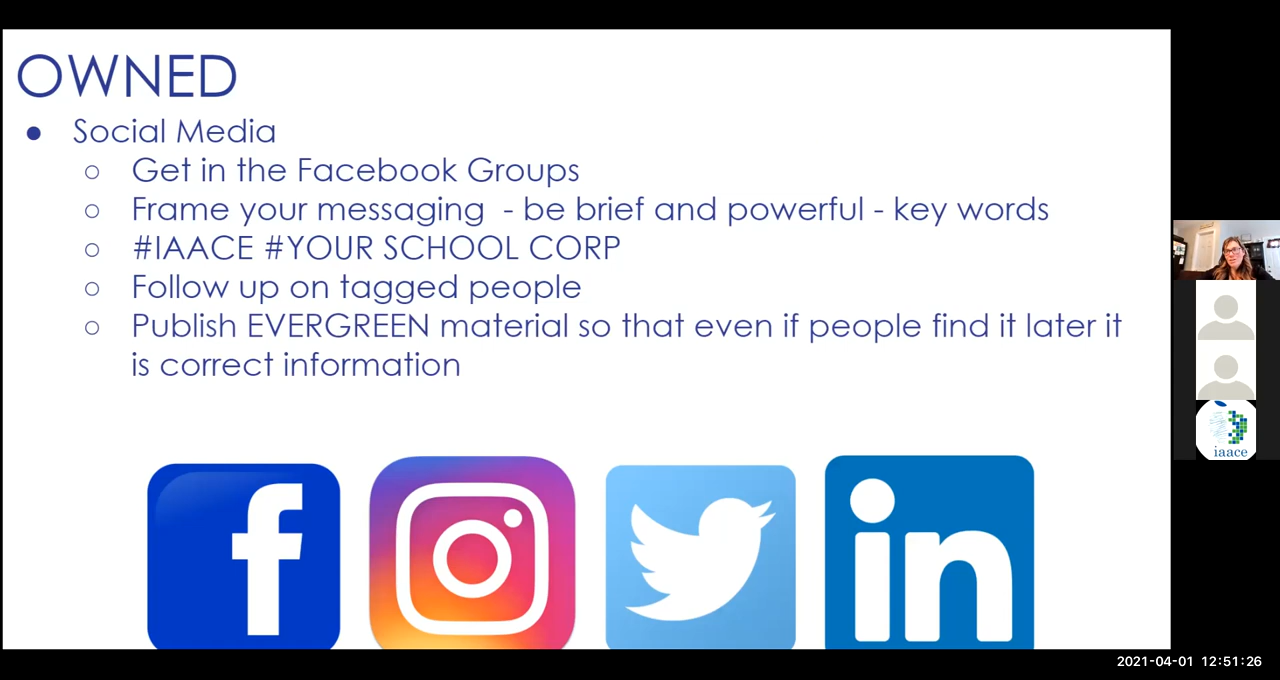 OWNED
● Social Media
○ Get in the Facebook Groups
○ Frame your messaging  - be brief and powerful - key words
○ #IAACE #YOUR SCHOOL CORP
○ Follow up on tagged people
○ Publish EVERGREEN material so that even if people find it later it
is correct information
iaace
f
in
2021-04-01 12:51:26